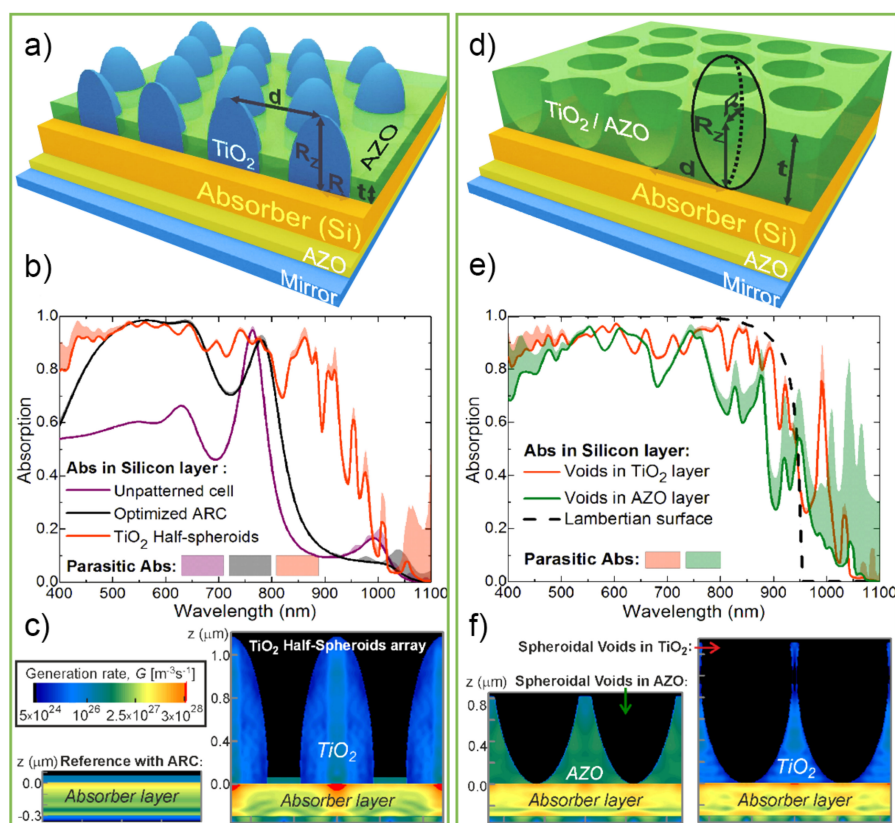 a)
d
TiO2
Rz
R
t
AZO
Absorber (Si)
AZO
Mirror
b)
Absorption
1.0
0.8
0.6
0.4
0.2
0.0
Abs in Silicon layer :
Unpatterned cell
Optimized ARC
TiO2 Half-spheroids
Parasitic Abs:
400 500 600 700 800 900 1000 1100
Wavelength (nm)
c)
Generation rate, G [m-3s-1]
5×10^24 10^26 2.5×10^27 3×10^28
z (μm) Reference with ARC:
0.0
-0.3
Absorber layer
z (μm)
1.0
0.8
0.4
0.0
TiO2 Half-Spheroids array
TiO2
Absorber layer
d)
TiO2 / AZO
R
Rz
d
t
Absorber (Si)
AZO
Mirror
e)
Absorption
1.0
0.8
0.6
0.4
0.2
0.0
Abs in Silicon layer:
Voids in TiO2 layer
Voids in AZO layer
Lambertian surface
Parasitic Abs:
400 500 600 700 800 900 1000 1100
Wavelength (nm)
f)
Spheroidal Voids in TiO2:
Spheroidal Voids in AZO:
z (μm)
0.8
0.4
0.0
AZO
Absorber layer
TiO2
Absorber layer